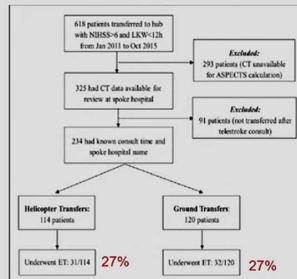 618 patients transferred to hub
with NIHSS>6 and LKW<12h
from Jan 2011 to Oct 2015
Excluded:
293 patients (CT unavailable
for ASPECTS calculation)
325 had CT data available for
review at spoke hospital
Excluded:
91 patients (not transferred after
telestroke consult)
234 had known consult time and
spoke hospital name
Helicopter Transfers:
114 patients
Ground Transfers:
120 patients
Underwent ET: 31/114
27%
Underwent ET: 32/120
27%